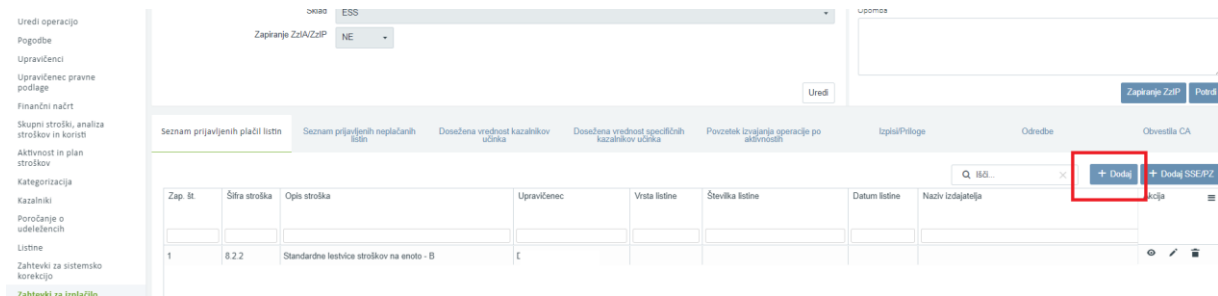 Uredi operacijo
Pogodbe
Upravičenci
Upravičenec pravne
podlage
Finančni načrt
Skupni stroški, analiza
stroškov in koristi
Aktivnost in plan
stroškov
Kategorizacija
Kazalniki
Poročanje o
udeležencih
Listine
Zahtevki za sistemsko
korekcijo
Zahtevki za izplačilo
Sklad ESS
Zapiranje ZzIA/ZzIP NE
Uredi
Opomba
Zapiranje ZzIP Potrdi
Seznam prijavljenih plačil listin
Seznam prijavljenih neplačanih
listin
Dosežena vrednost kazalnikov
učinka
Dosežena vrednost specifičnih
kazalnikov učinka
Povzetek izvajanja operacije po
aktivnostih
Izpisi/Priloge
Odredbe
Obvestila CA
Išči... + Dodaj + Dodaj SSE/PZ
Zap. št. Šifra stroška Opis stroška Upravičenec Vrsta listine Številka listine Datum listine Naziv izdajatelja Akcija
1 8.2.2 Standardne lestvice stroškov na enoto - B